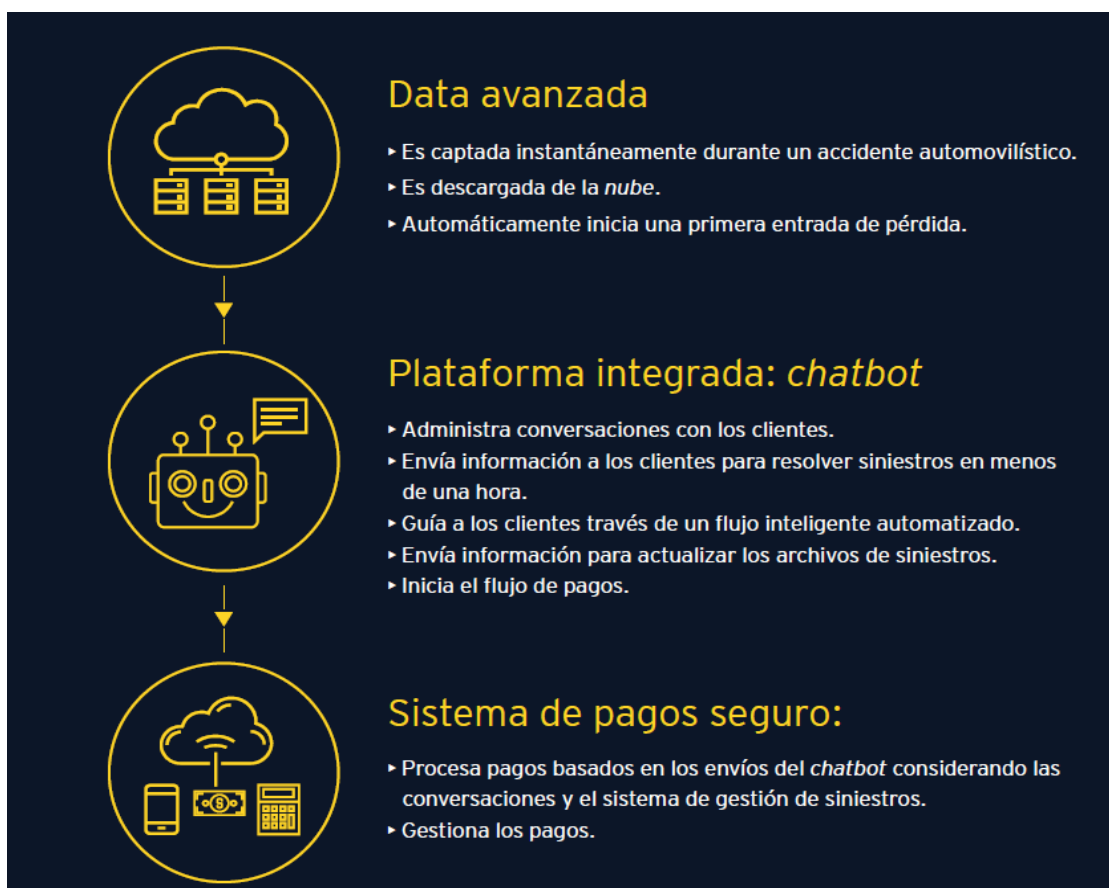 Data avanzada
‣ Es captada instantáneamente durante un accidente automovilístico.
‣ Es descargada de la nube.
‣ Automáticamente inicia una primera entrada de pérdida.
Plataforma integrada: chatbot
‣ Administra conversaciones con los clientes.
‣ Envía información a los clientes para resolver siniestros en menos
de una hora.
‣ Guía a los clientes través de un flujo inteligente automatizado.
‣ Envía información para actualizar los archivos de siniestros.
‣ Inicia el flujo de pagos.
Sistema de pagos seguro:
‣ Procesa pagos basados en los envíos del chatbot considerando las
conversaciones y el sistema de gestión de siniestros.
‣ Gestiona los pagos.
$